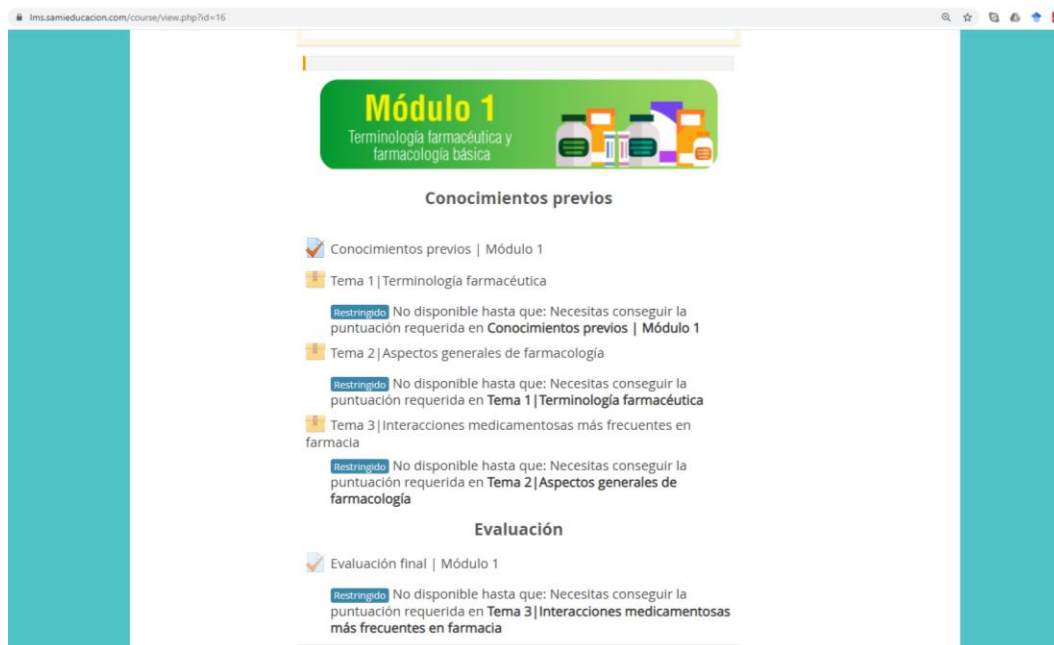 lms.samieducacion.com/course/view.php?id=16
Módulo 1
Terminología farmacéutica y
farmacología básica
Conocimientos previos
Conocimientos previos | Módulo 1
Tema 1|Terminología farmacéutica
Restringido No disponible hasta que: Necesitas conseguir la
puntuación requerida en Conocimientos previos | Módulo 1
Tema 2|Aspectos generales de farmacología
Restringido No disponible hasta que: Necesitas conseguir la
puntuación requerida en Tema 1|Terminología farmacéutica
Tema 3|Interacciones medicamentosas más frecuentes en
farmacia
Restringido No disponible hasta que: Necesitas conseguir la
puntuación requerida en Tema 2|Aspectos generales de
farmacología
Evaluación
Evaluación final | Módulo 1
Restringido No disponible hasta que: Necesitas conseguir la
puntuación requerida en Tema 3|Interacciones medicamentosas
más frecuentes en farmacia